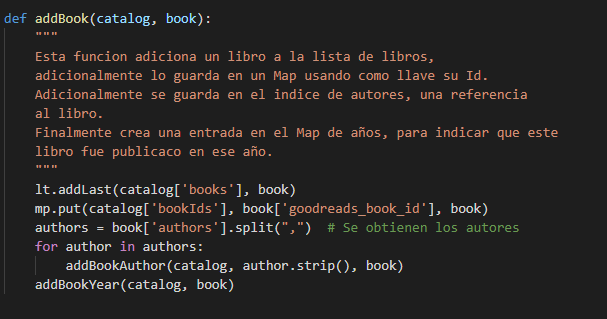 def addBook(catalog, book):
    """
    Esta funcion adiciona un libro a la lista de libros,
    adicionalmente lo guarda en un Map usando como llave su Id.
    Adicionalmente se guarda en el indice de autores, una referencia
    al libro.
    Finalmente crea una entrada en el Map de años, para indicar que este
    libro fue publicaco en ese año.
    """
    lt.addLast(catalog['books'], book)
    mp.put(catalog['bookIds'], book['goodreads_book_id'], book)
    authors = book['authors'].split(",")  # Se obtienen los autores
    for author in authors:
        addBookAuthor(catalog, author.strip(), book)
    addBookYear(catalog, book)